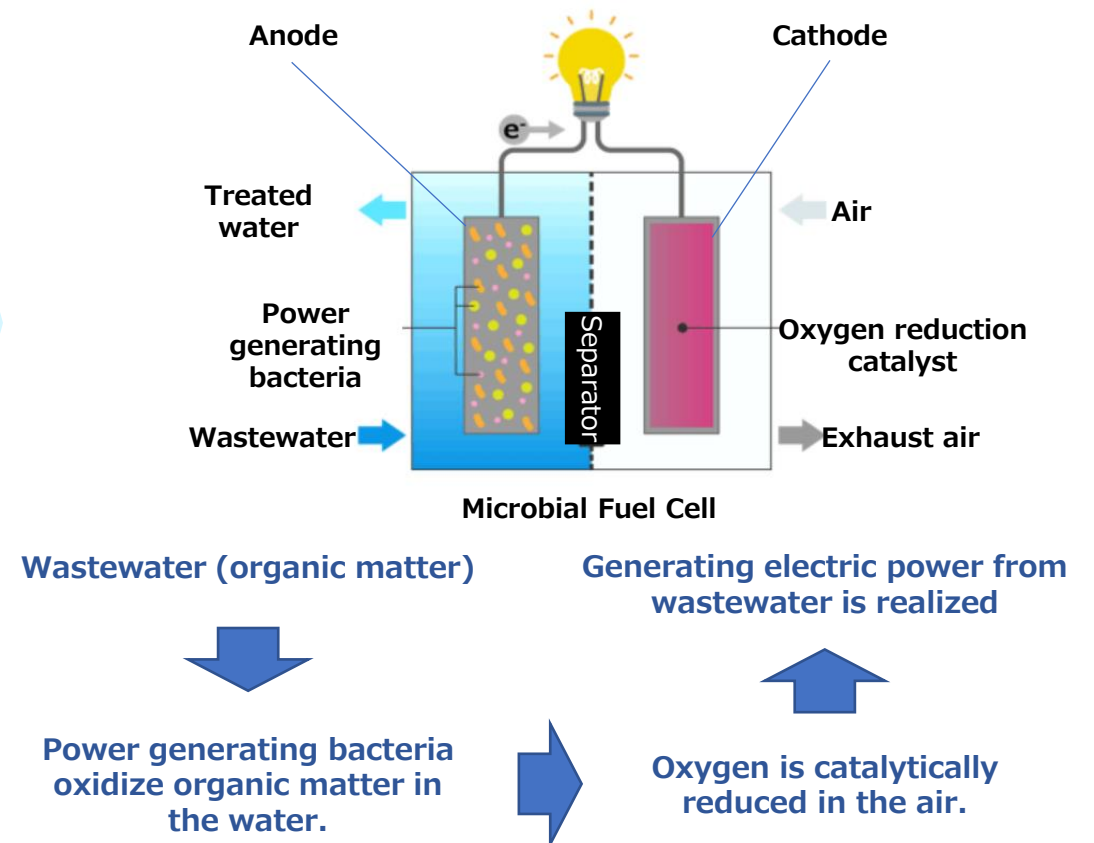 Anode
Cathode
e-
Treated
water
Air
Power
generating
bacteria
Separator
Oxygen reduction
catalyst
Wastewater
Exhaust air
Microbial Fuel Cell
Wastewater (organic matter)
Generating electric power from
wastewater is realized
Power generating bacteria
oxidize organic matter in
the water.
Oxygen is catalytically
reduced in the air.